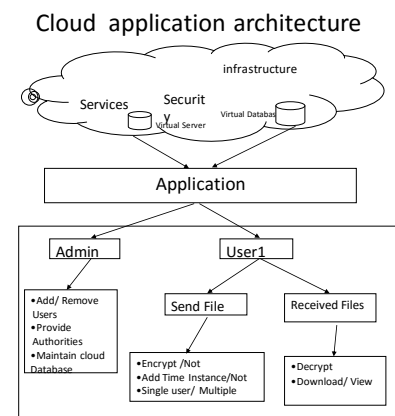 Cloud application architecture
infrastructure
Services
Securit
y
Virtual Server
Virtual Databas
Application
Admin
User1
•Add/ Remove
Users
•Provide
Authorities
•Maintain cloud
Database
Send File
Received Files
•Encrypt /Not
•Add Time Instance/Not
•Single user/ Multiple
•Decrypt
•Download/ View